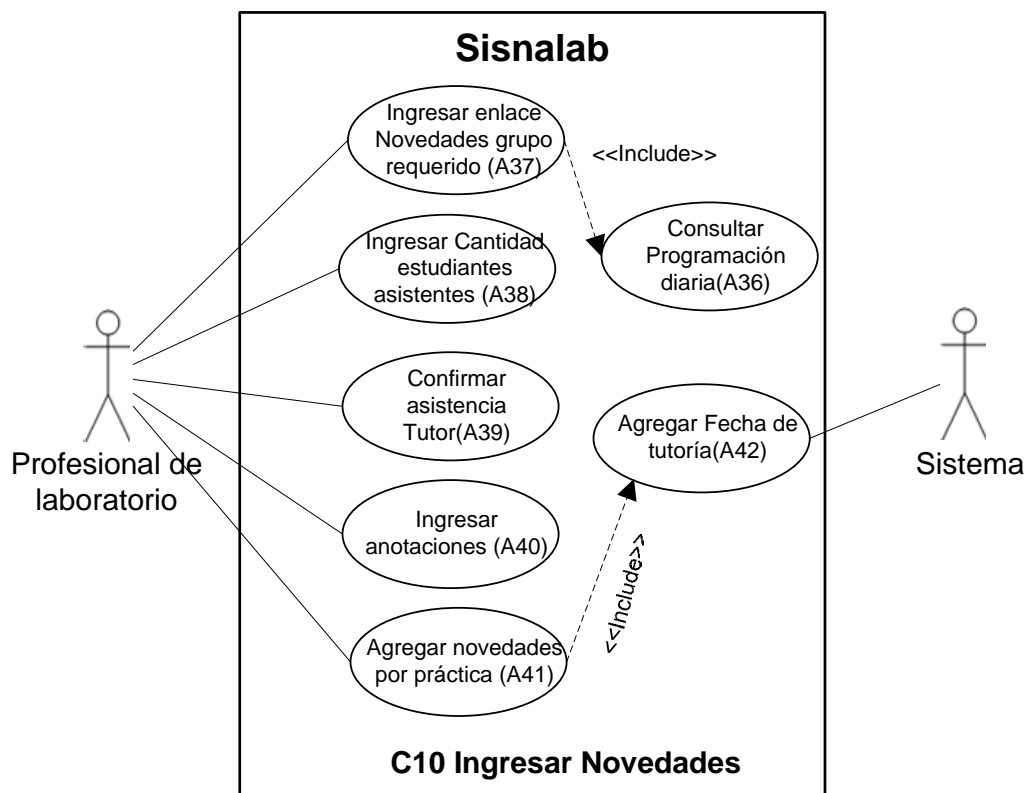 Sisnalab
Ingresar enlace
Novedades grupo
requerido (A37)
<<Include>>
Consultar
Programación
diaria(A36)
Ingresar Cantidad
estudiantes
asistentes (A38)
Confirmar
asistencia
Tutor(A39)
Agregar Fecha de
tutoría(A42)
Profesional de
laboratorio
Sistema
Ingresar
anotaciones (A40)
<<Include>>
Agregar novedades
por práctica (A41)
C10 Ingresar Novedades